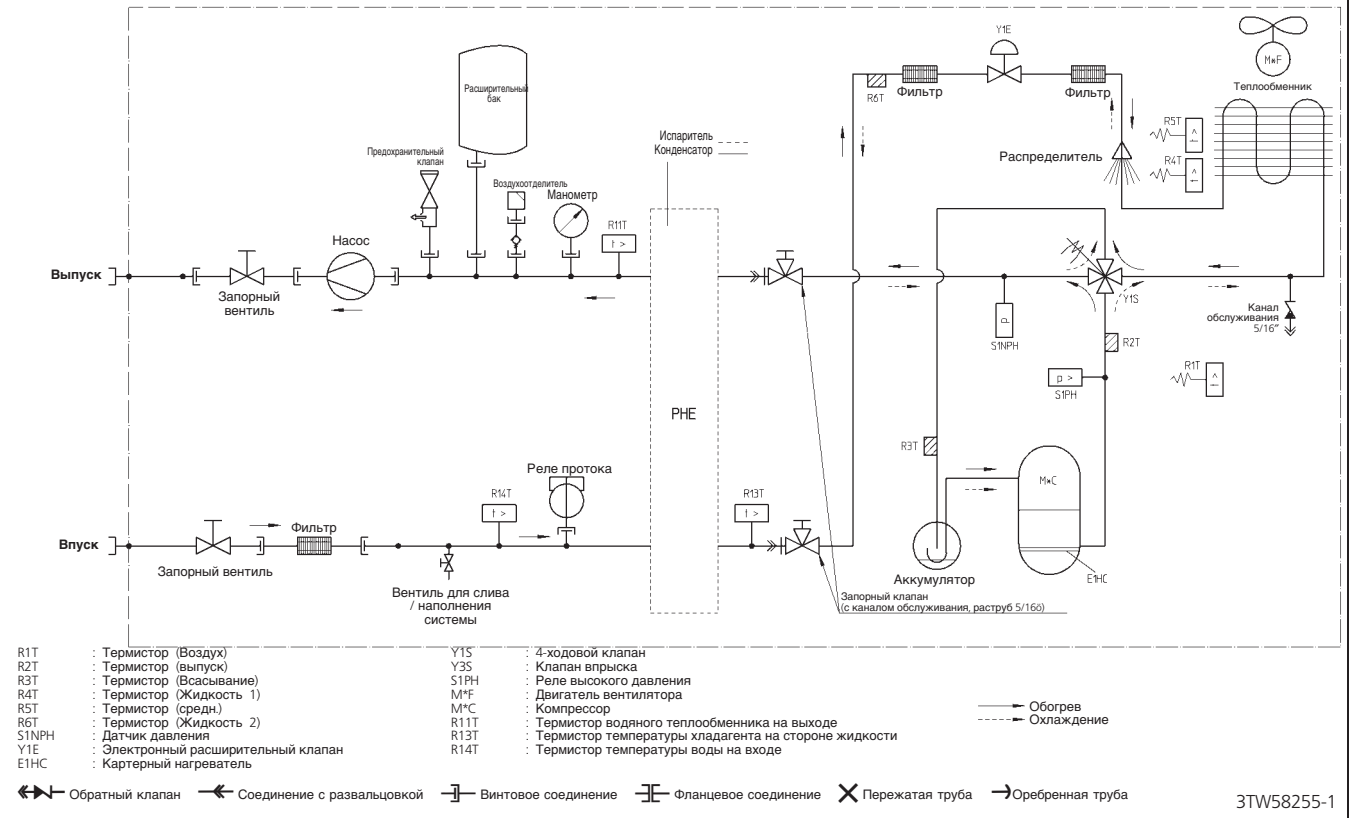 Y1E
M*F
Теплообменник
R6T
Фильтр
Фильтр
Расширительный
бак
Испаритель
Конденсатор
R5T
R4T
Распределитель
Предохранительный
клапан
Воздухоотделитель
Манометр
R11T
t >
Насос
Выпуск
Запорный
вентиль
Y1S
Канал
обслуживания
5/16"
p
S1NPH
R2T
R1T
p >
S1PH
PHE
R3T
M*C
Реле протока
R14T
t >
R13T
t >
Фильтр
Впуск
Запорный вентиль
Вентиль для слива
/ наполнения
системы
Аккумулятор
E1HC
Запорный клапан
(с каналом обслуживания, раструб 5/16õ)
R1T : Термистор (Воздух)
R2T : Термистор (выпуск)
R3T : Термистор (Всасывание)
R4T : Термистор (Жидкость 1)
R5T : Термистор (средн.)
R6T : Термистор (Жидкость 2)
S1NPH : Датчик давления
Y1E : Электронный расширительный клапан
E1HC : Картерный нагреватель
Y1S : 4-ходовой клапан
Y3S : Клапан впрыска
S1PH : Реле высокого давления
M*F : Двигатель вентилятора
M*C : Компрессор
R11T : Термистор водяного теплообменника на выходе
R13T : Термистор температуры хладагента на стороне жидкости
R14T : Термистор температуры воды на входе
Обогрев
Охлаждение
Обратный клапан
Соединение с развальцовкой
Винтовое соединение
Фланцевое соединение
Пережатая труба
Оребренная труба
3TW58255-1